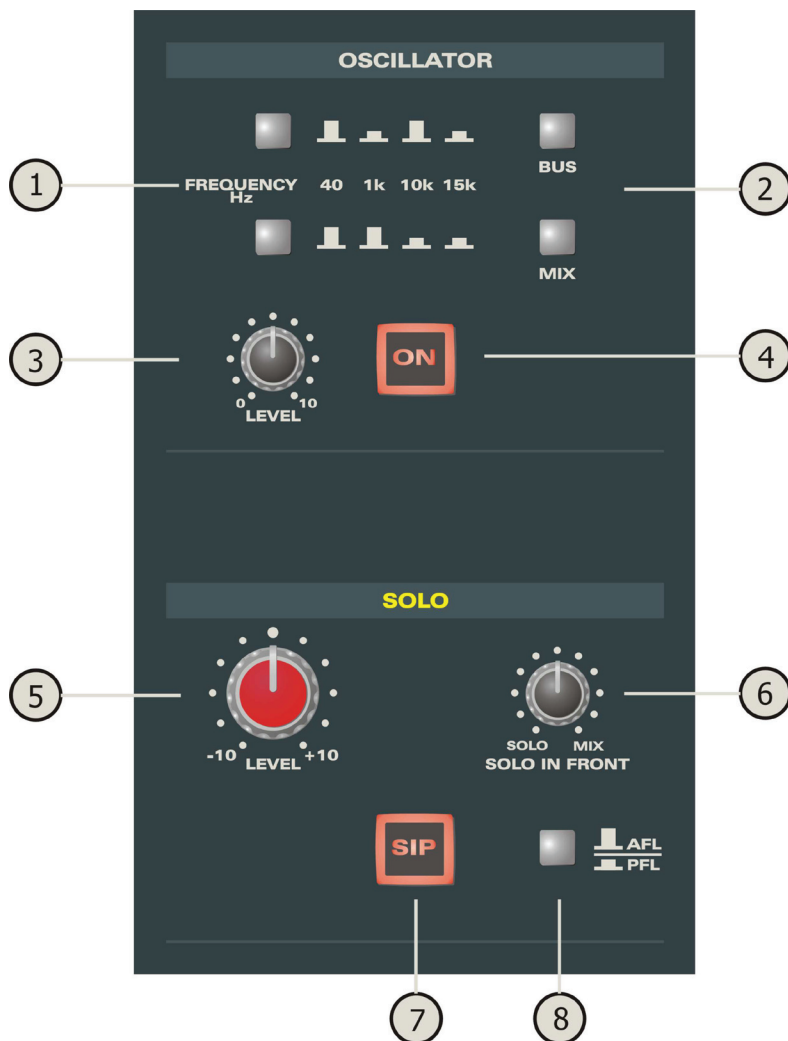 OSCILLATOR
BUS
1
FREQUENCY 40 1k 10k 15k
Hz
2
MIX
3
ON
4
0 10
LEVEL
SOLO
5
6
-10 LEVEL +10
SOLO MIX
SOLO IN FRONT
SIP
AFL
PFL
7
8